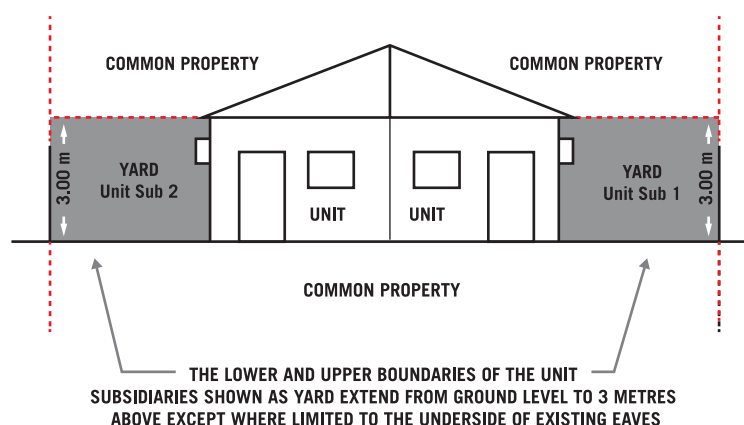 COMMON PROPERTY
COMMON PROPERTY
3.00 m
YARD
Unit Sub 2
UNIT
UNIT
YARD
Unit Sub 1
3.00 m
COMMON PROPERTY
THE LOWER AND UPPER BOUNDARIES OF THE UNIT
SUBSIDIARIES SHOWN AS YARD EXTEND FROM GROUND LEVEL TO 3 METRES
ABOVE EXCEPT WHERE LIMITED TO THE UNDERSIDE OF EXISTING EAVES